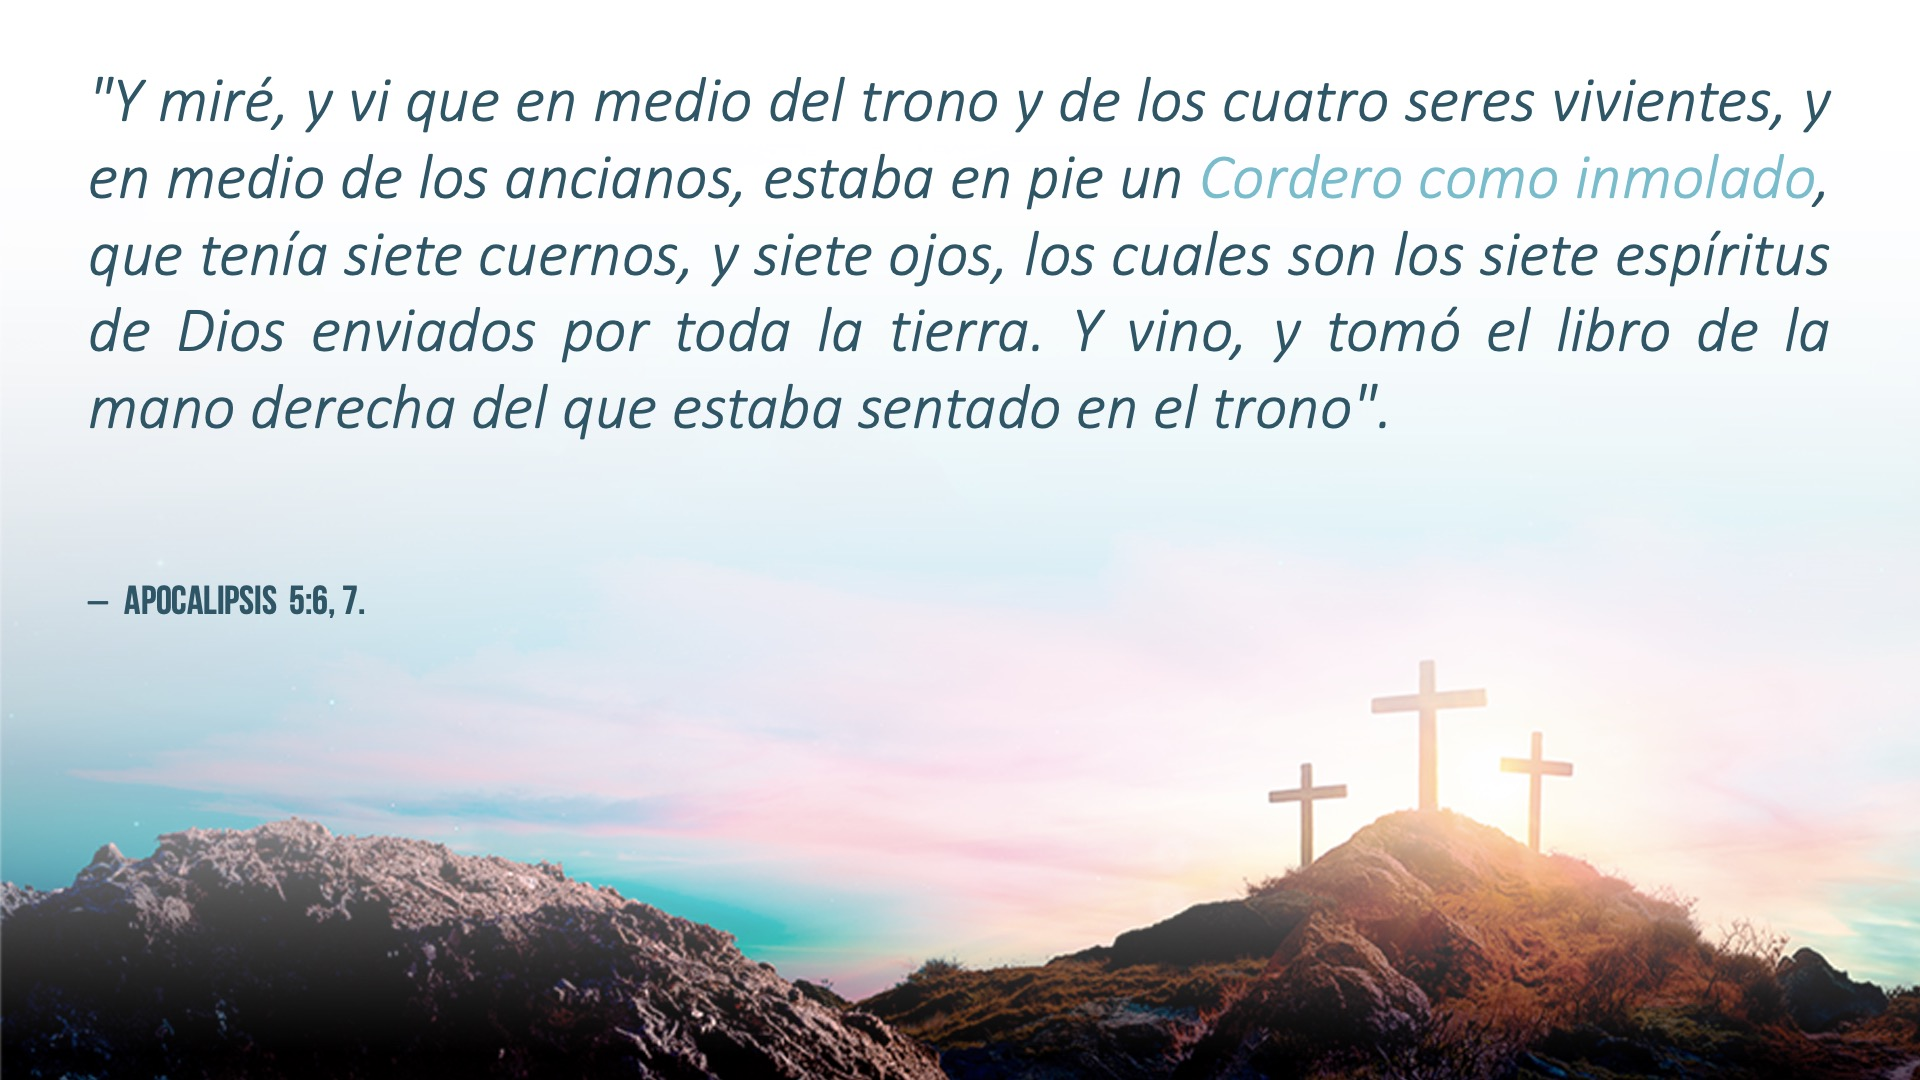 "Y miré, y vi que en medio del trono y de los cuatro seres vivientes, y
en medio de los ancianos, estaba en pie un Cordero como inmolado,
que tenía siete cuernos, y siete ojos, los cuales son los siete espíritus
de Dios enviados por toda la tierra. Y vino, y tomó el libro de la
mano derecha del que estaba sentado en el trono".
– APOCALIPSIS 5:6, 7.